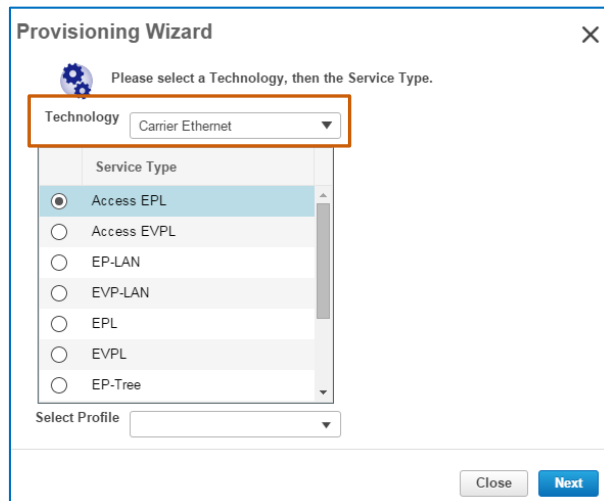 Provisioning Wizard
Please select a Technology, then the Service Type.
Technology Carrier Ethernet
Service Type
Access EPL
Access EVPL
EP-LAN
EVP-LAN
EPL
EVPL
EP-Tree
Select Profile
Close Next